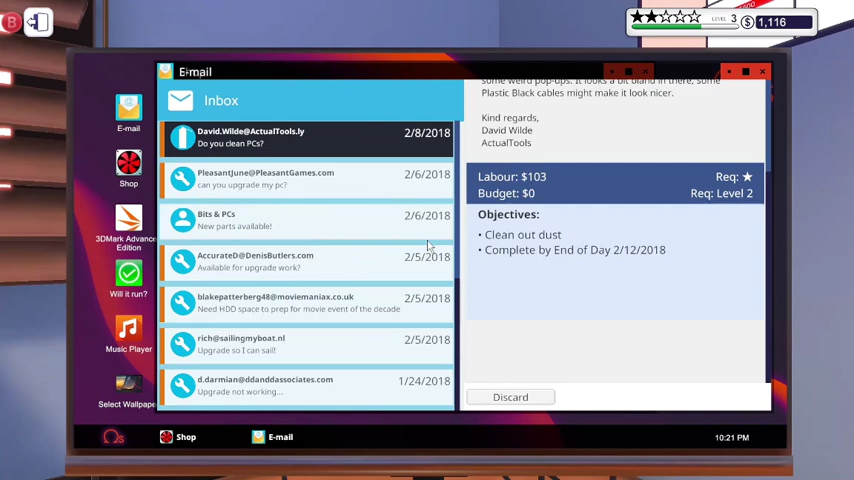 B
LEVEL 3
$ 1,116
E-mail
Inbox
David.Wilde@ActualTools.ly
2/8/2018
Do you clean PCs?
PleasantJune@PleasantGames.com
2/6/2018
can you upgrade my pc?
Bits & PCs
2/6/2018
New parts available!
AccurateD@DenisButlers.com
2/5/2018
Available for upgrade work?
blakepatterberg48@moviemaniax.co.uk
2/5/2018
Need HDD space to prep for movie event of the decade
rich@sailingmyboat.nl
2/5/2018
Upgrade so I can sail!
d.darmian@ddanddassociates.com
1/24/2018
Upgrade not working...
some weird pop-ups. It looks a bit bland in there, some
Plastic Black cables might make it look nicer.
Kind regards,
David Wilde
ActualTools
Labour: $103
Req: ★
Budget: $0
Req: Level 2
Objectives:
• Clean out dust
• Complete by End of Day 2/12/2018
Discard
E-mail
Shop
3DMark Advance
Edition
Will it run?
Music Player
Select Wallpape
Ωs
Shop
E-mail
10:21 PM